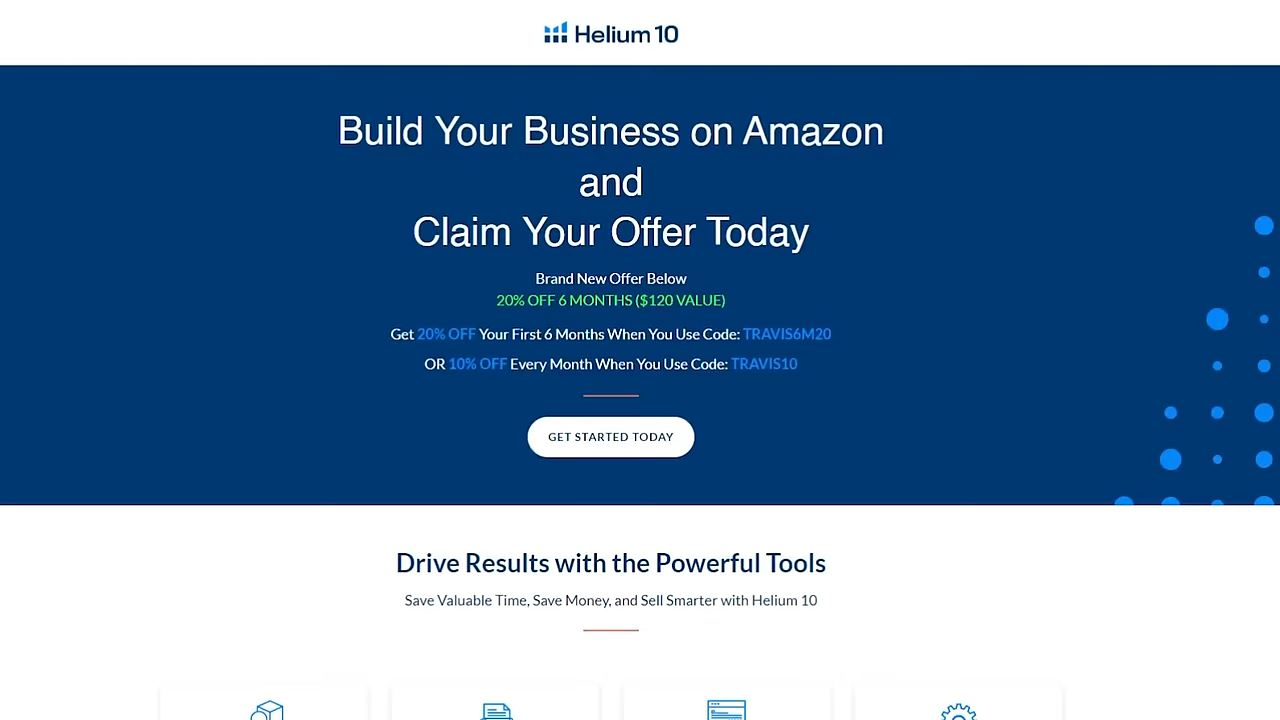 Helium 10
Build Your Business on Amazon
and
Claim Your Offer Today
Brand New Offer Below
20% OFF 6 MONTHS ($120 VALUE)
Get 20% OFF Your First 6 Months When You Use Code: TRAVIS6M20
OR 10% OFF Every Month When You Use Code: TRAVIS10
GET STARTED TODAY
Drive Results with the Powerful Tools
Save Valuable Time, Save Money, and Sell Smarter with Helium 10